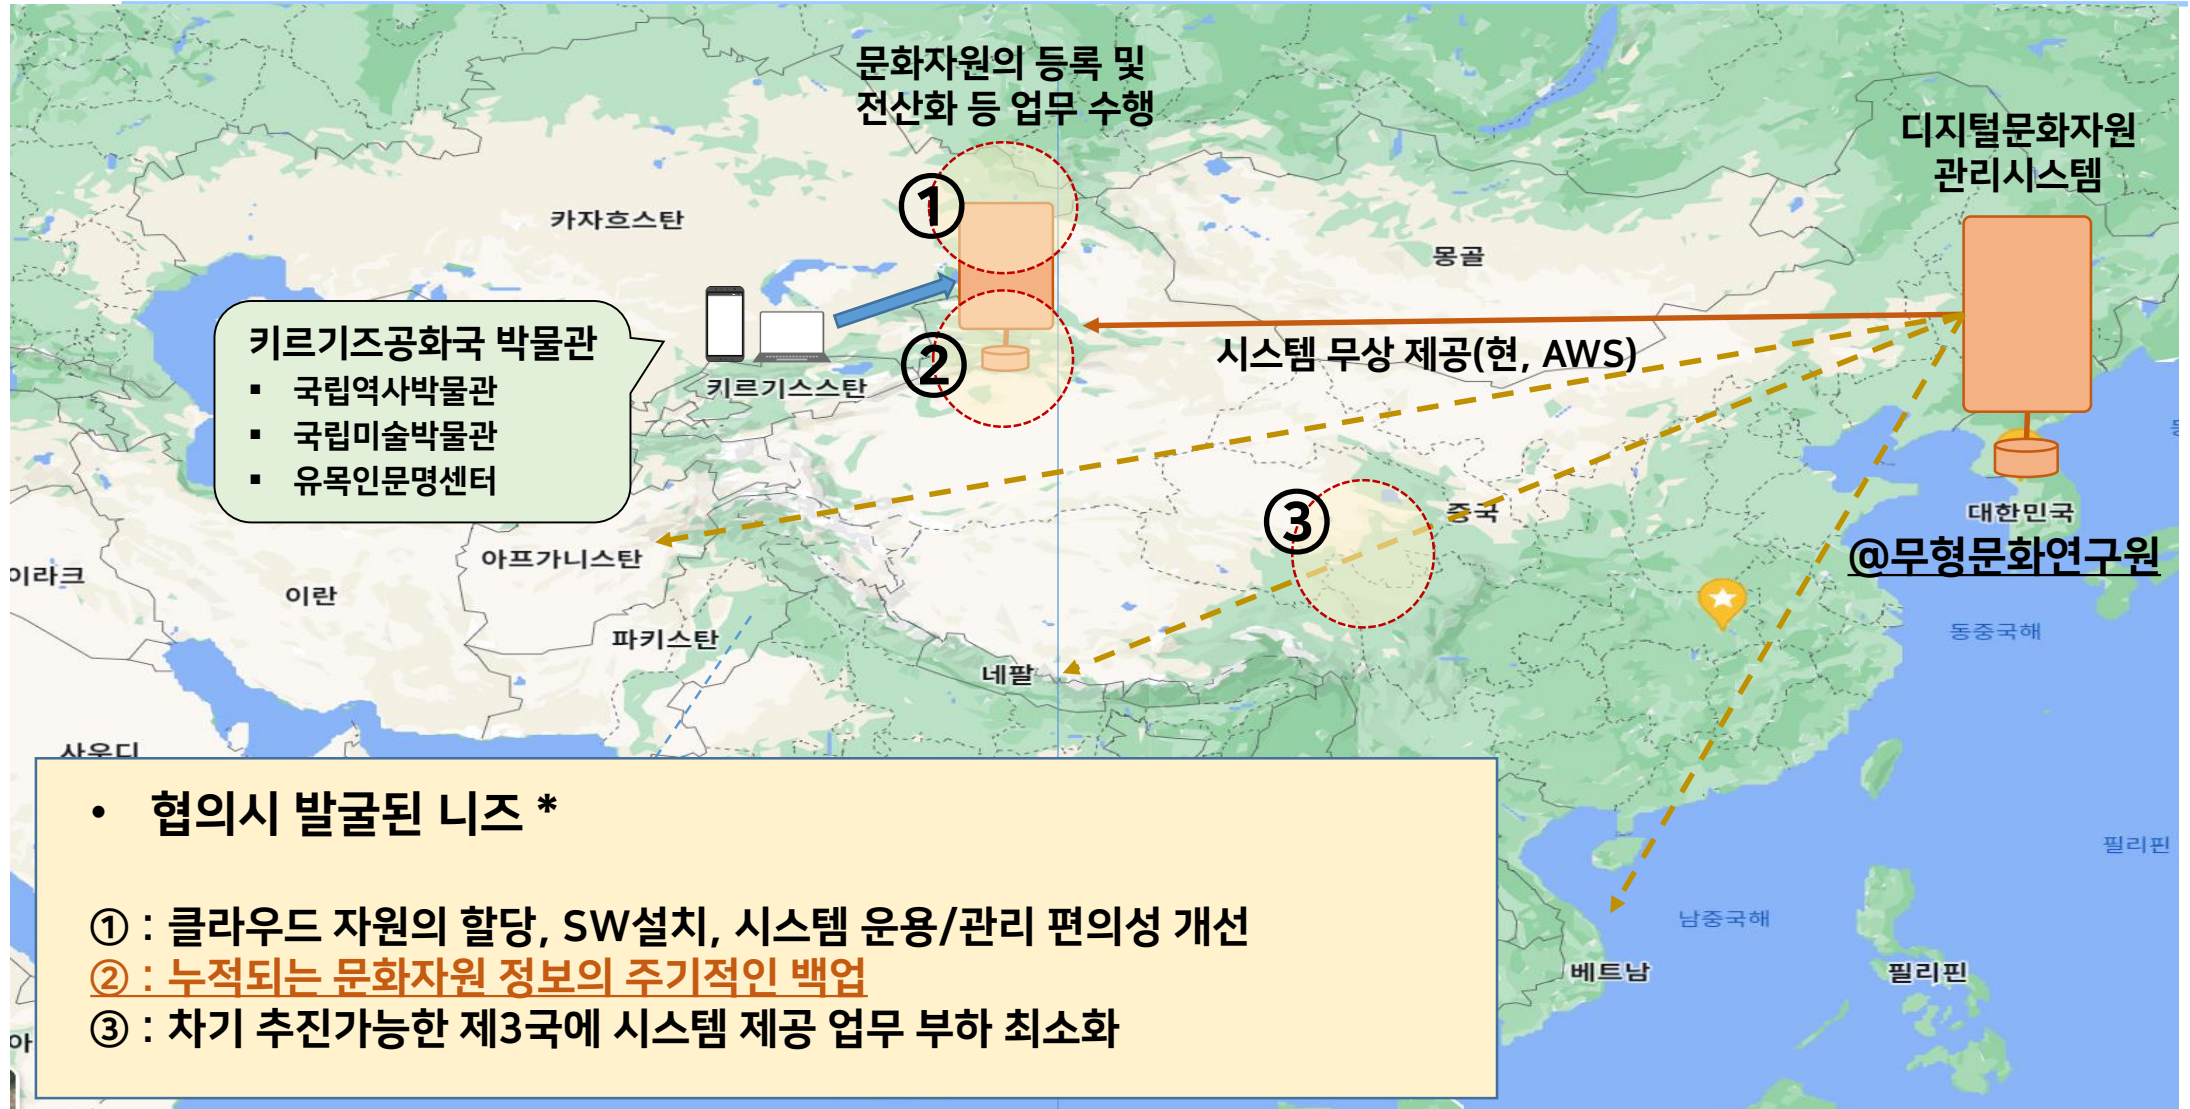 문화자원의 등록 및
전산화 등 업무 수행
디지털문화자원
관리시스템
①
카자흐스탄
몽골
키르기즈공화국 박물관
▪ 국립역사박물관
▪ 국립미술박물관
▪ 유목인문명센터
시스템 무상 제공(현, AWS)
②
키르기스스탄
③
중국
대한민국
@무형문화연구원
아프가니스탄
이라크
이란
파키스탄
동중국해
네팔
사우디
• 협의시 발굴된 니즈 *
① : 클라우드 자원의 할당, SW설치, 시스템 운용/관리 편의성 개선
② : 누적되는 문화자원 정보의 주기적인 백업
③ : 차기 추진가능한 제3국에 시스템 제공 업무 부하 최소화
필리핀
남중국해
베트남
필리핀